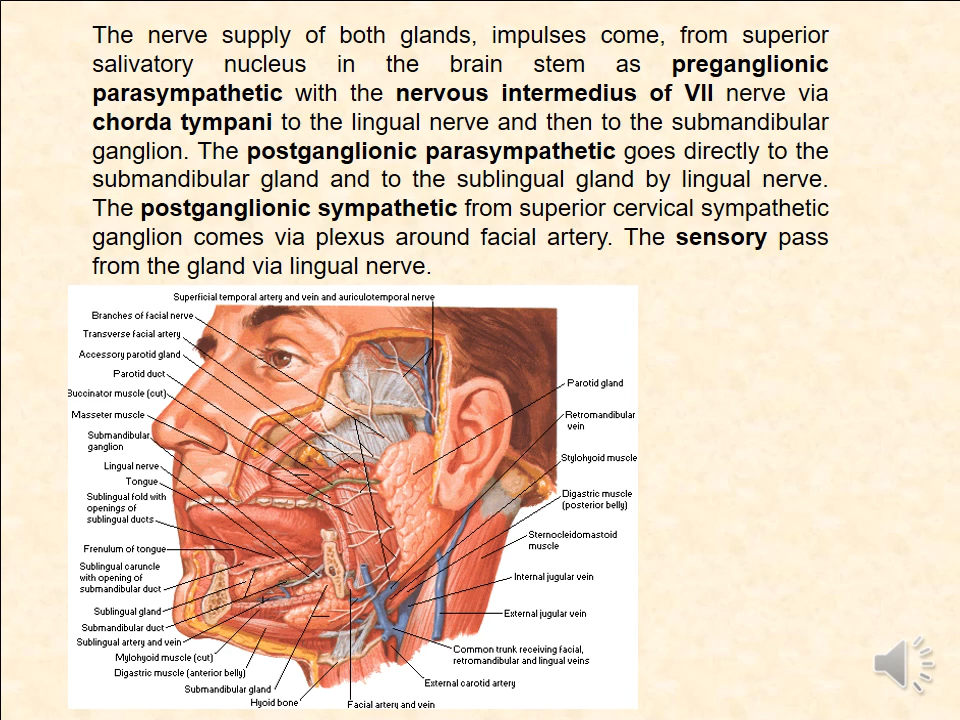 The nerve supply of both glands, impulses come, from superior
salivatory nucleus in the brain stem as preganglionic
parasympathetic with the nervous intermedius of VII nerve via
chorda tympani to the lingual nerve and then to the submandibular
ganglion. The postganglionic parasympathetic goes directly to the
submandibular gland and to the sublingual gland by lingual nerve.
The postganglionic sympathetic from superior cervical sympathetic
ganglion comes via plexus around facial artery. The sensory pass
from the gland via lingual nerve.
Superficial temporal artery and vein and auriculotemporal nerve
Branches of facial nerve
Transverse facial artery
Accessory parotid gland
Parotid duct
Buccinator muscle (cut)
Masseter muscle
Submandibular
ganglion
Lingual nerve
Tongue
Sublingual fold with
openings of
sublingual ducts
Frenulum of tongue
Sublingual caruncle
with opening of
submandibular duct
Sublingual gland
Submandibular duct
Sublingual artery and vein
Mylohyoid muscle (cut)
Digastric muscle (anterior belly)
Submandibular gland
Hyoid bone
Facial artery and vein
Parotid gland
Retromandibular
vein
Stylohyoid muscle
Digastric muscle
(posterior belly)
Sternocleidomastoid
muscle
Internal jugular vein
External jugular vein
Common trunk receiving facial,
retromandibular and lingual veins
External carotid artery